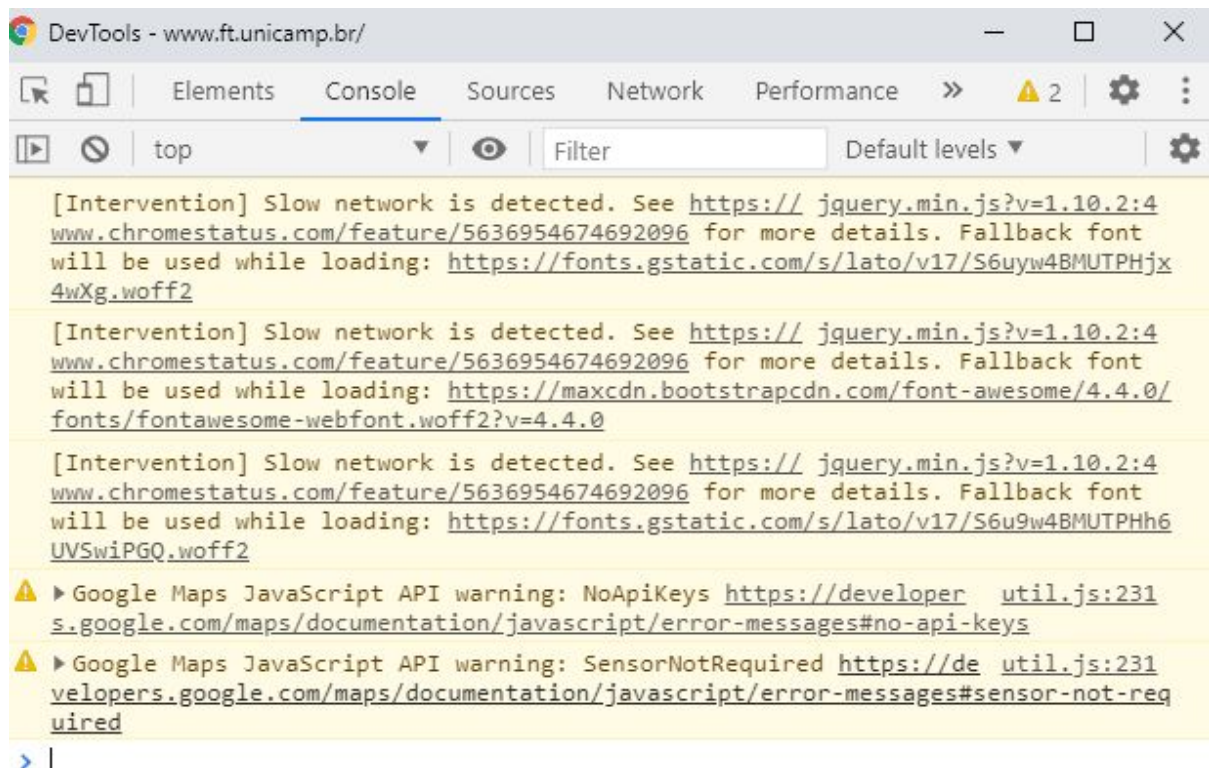 DevTools - www.ft.unicamp.br/
Elements Console Sources Network Performance » 2
top Filter Default levels
[Intervention] Slow network is detected. See https:// jquery.min.js?v=1.10.2:4
www.chromestatus.com/feature/5636954674692096 for more details. Fallback font
will be used while loading: https://fonts.gstatic.com/s/lato/v17/S6uyw4BMUTPHjx
4wXg.woff2
[Intervention] Slow network is detected. See https:// jquery.min.js?v=1.10.2:4
www.chromestatus.com/feature/5636954674692096 for more details. Fallback font
will be used while loading: https://maxcdn.bootstrapcdn.com/font-awesome/4.4.0/
fonts/fontawesome-webfont.woff2?v=4.4.0
[Intervention] Slow network is detected. See https:// jquery.min.js?v=1.10.2:4
www.chromestatus.com/feature/5636954674692096 for more details. Fallback font
will be used while loading: https://fonts.gstatic.com/s/lato/v17/S6u9w4BMUTPHh6
UVSwiPGQ.woff2
Google Maps JavaScript API warning: NoApiKeys https://developer util.js:231
s.google.com/maps/documentation/javascript/error-messages#no-api-keys
Google Maps JavaScript API warning: SensorNotRequired https://de util.js:231
velopers.google.com/maps/documentation/javascript/error-messages#sensor-not-req
uired